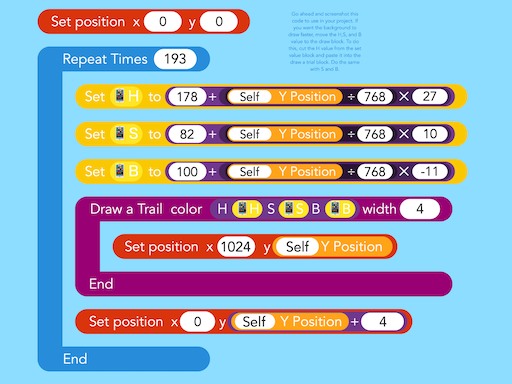 Set position x 0 y 0
Go ahead and screenshot this
code to use in your project. If
you want the background to
draw faster, move the H,S, and B
value to the draw block. To do
this, cut the H value from the set
value block and paste it into the
draw a trail block. Do the same
with S and B.
Repeat Times 193
Set H to 178 + Self Y Position ÷ 768 × 27
Set S to 82 + Self Y Position ÷ 768 × 10
Set B to 100 + Self Y Position ÷ 768 × -11
Draw a Trail color H H S S B B width 4
Set position x 1024 y Self Y Position
End
Set position x 0 y Self Y Position + 4
End